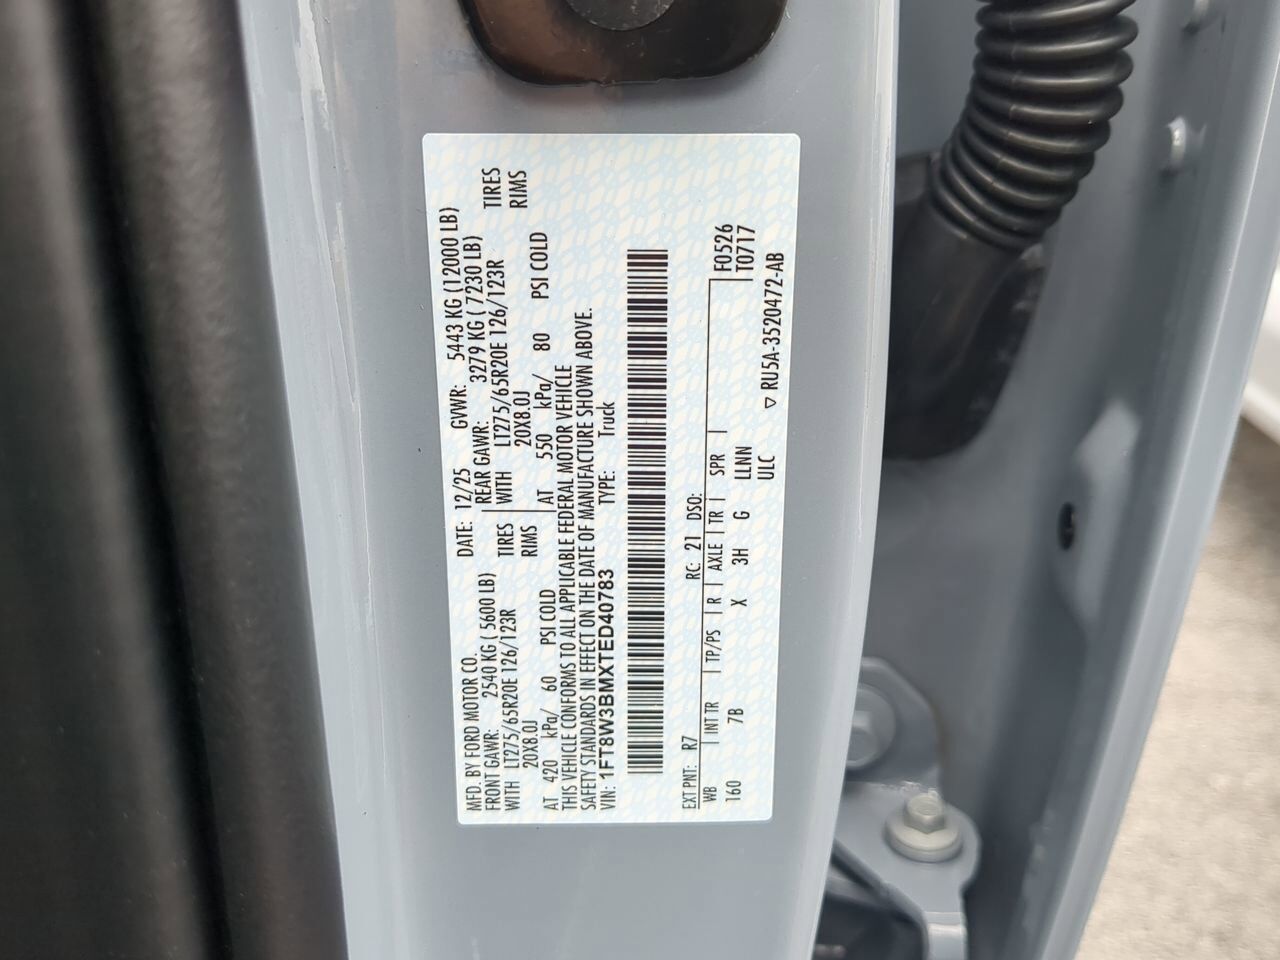 MFD. BY FORD MOTOR CO. DATE: 12/25 GVWR: 5443 KG (12000 LB)
FRONT GAWR: 2540 KG ( 5600 LB) REAR GAWR: 3279 KG ( 7230 LB)
WITH LT275/65R20E 126/123R TIRES WITH LT275/65R20E 126/123R TIRES
20X8.0J RIMS 20X8.0J RIMS
AT 420 kPa/ 60 PSI COLD AT 550 kPa/ 80 PSI COLD
THIS VEHICLE CONFORMS TO ALL APPLICABLE FEDERAL MOTOR VEHICLE
SAFETY STANDARDS IN EFFECT ON THE DATE OF MANUFACTURE SHOWN ABOVE.
VIN: 1FT8W3BMXTED40783 TYPE: Truck
EXT PNT: R7 RC: 21 DSO:
WB INT TR TP/PS R AXLE TR SPR F0526
160 7B X 3H G LLNN T0717
ULC
▽ RU5A-3520472-AB